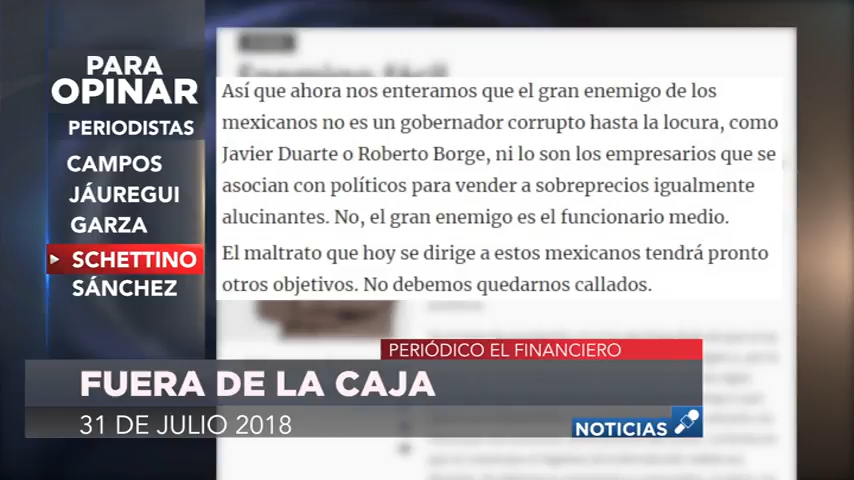 PARA
OPINAR
PERIODISTAS
CAMPOS
JÁUREGUI
GARZA
SCHETTINO
SÁNCHEZ
Así que ahora nos enteramos que el gran enemigo de los
mexicanos no es un gobernador corrupto hasta la locura, como
Javier Duarte o Roberto Borge, ni lo son los empresarios que se
asocian con políticos para vender a sobreprecios igualmente
alucinantes. No, el gran enemigo es el funcionario medio.
El maltrato que hoy se dirige a estos mexicanos tendrá pronto
otros objetivos. No debemos quedarnos callados.
PERIÓDICO EL FINANCIERO
FUERA DE LA CAJA
31 DE JULIO 2018
NOTICIAS